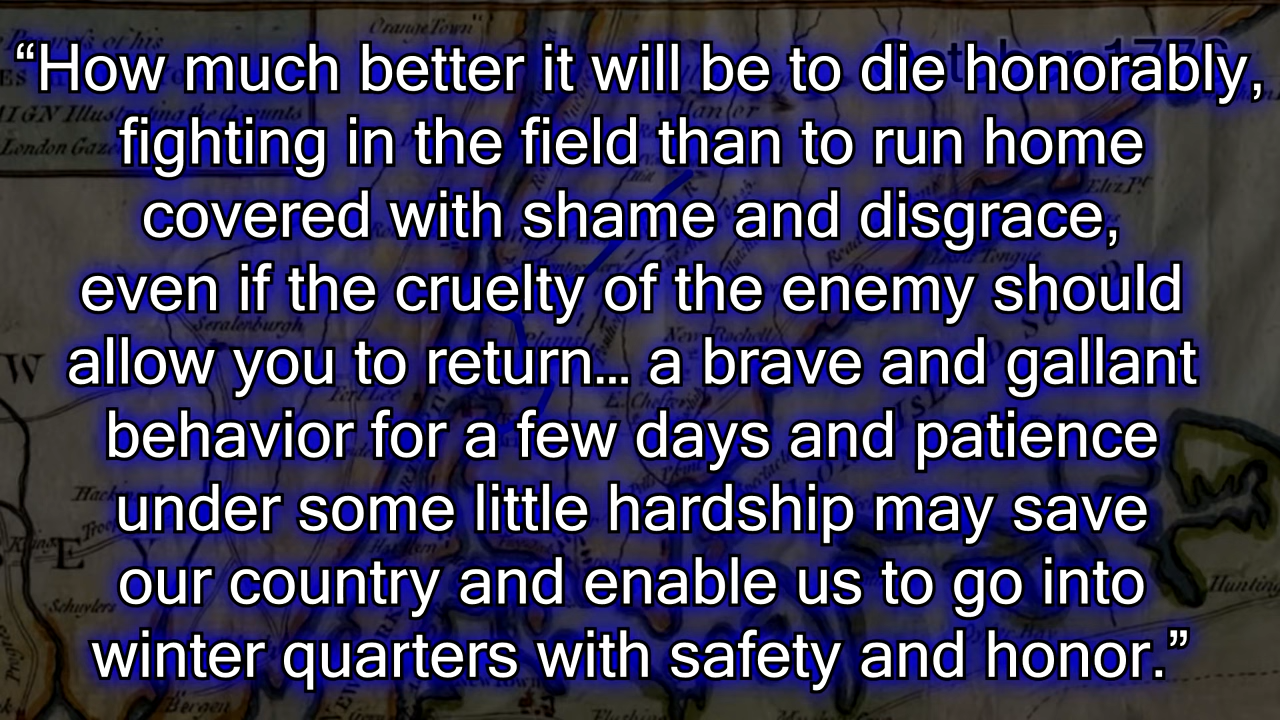 Orange Town
“How much better it will be to die honorably,
fighting in the field than to run home
covered with shame and disgrace,
even if the cruelty of the enemy should
allow you to return... a brave and gallant
behavior for a few days and patience
under some little hardship may save
our country and enable us to go into
winter quarters with safety and honor.”